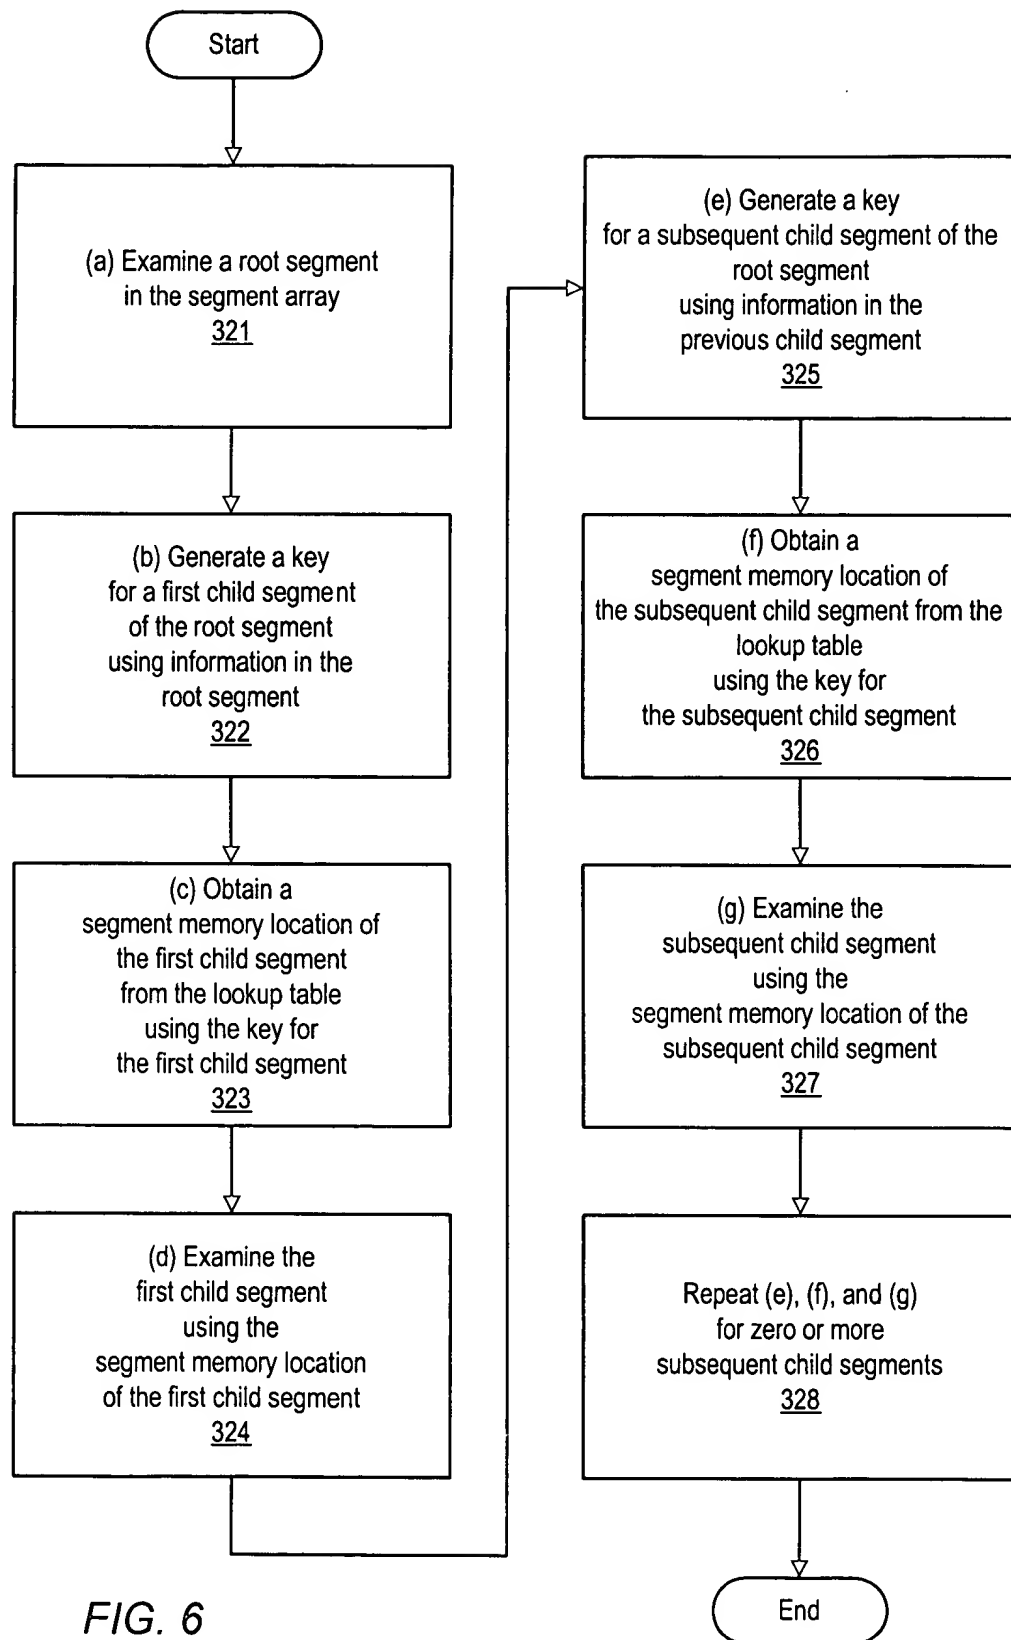 Start
(a) Examine a root segment
in the segment array
321
(b) Generate a key
for a first child segment
of the root segment
using information in the
root segment
322
(c) Obtain a
segment memory location of
the first child segment
from the lookup table
using the key for
the first child segment
323
(d) Examine the
first child segment
using the
segment memory location
of the first child segment
324
(e) Generate a key
for a subsequent child segment of the
root segment
using information in the
previous child segment
325
(f) Obtain a
segment memory location of
the subsequent child segment from the
lookup table
using the key for
the subsequent child segment
326
(g) Examine the
subsequent child segment
using the
segment memory location of the
subsequent child segment
327
Repeat (e), (f), and (g)
for zero or more
subsequent child segments
328
End
FIG. 6